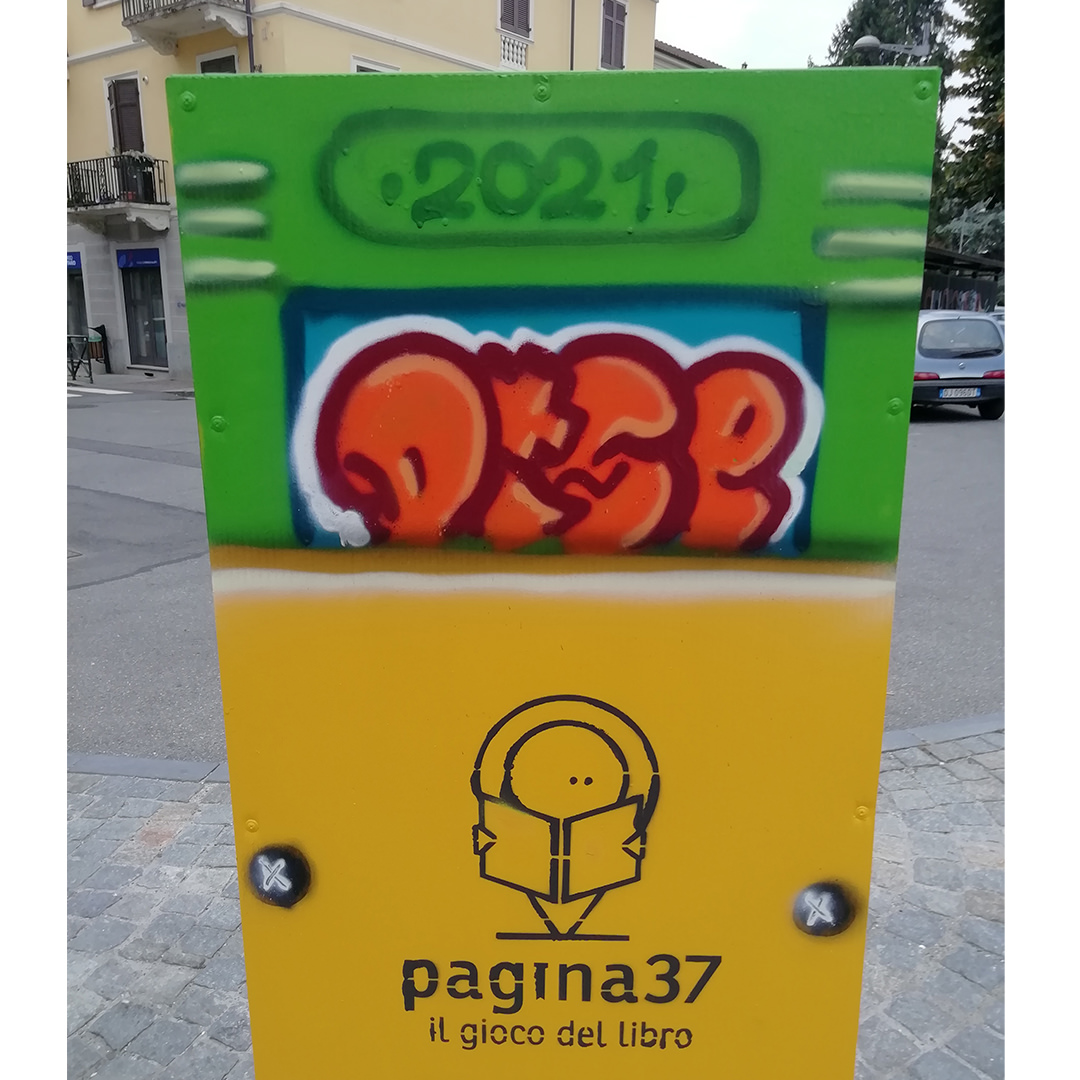 2021
pagina37
il gioco del libro